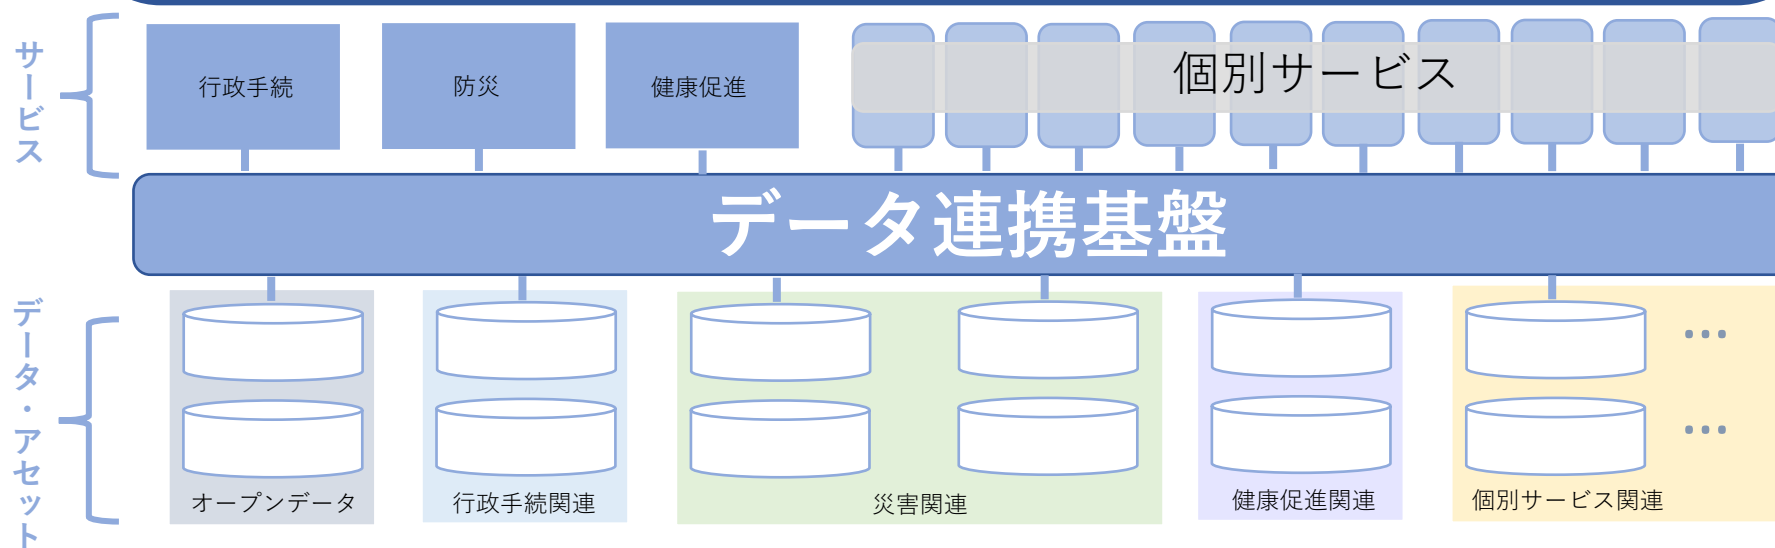 サービス
行政手続
防災
健康促進
個別サービス
データ連携基盤
データ・アセット
オープンデータ
行政手続関連
災害関連
健康促進関連
個別サービス関連
…
…